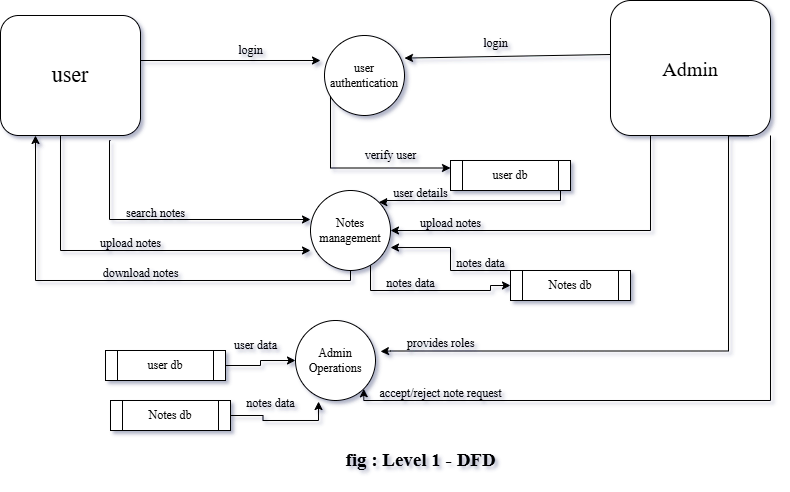 user
login
user
authentication
login
Admin
verify user
user db
user details
search notes
Notes
management
upload notes
upload notes
download notes
notes data
notes data
Notes db
user data
user db
Admin
Operations
provides roles
accept/reject note request
notes data
Notes db
fig : Level 1 - DFD